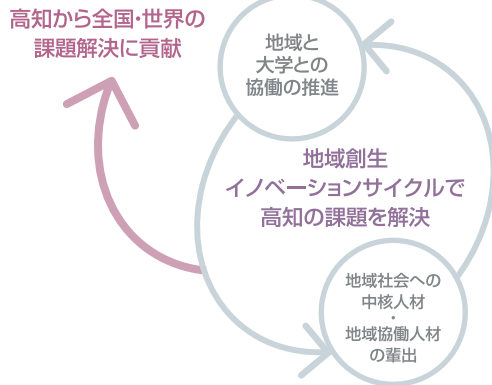 高知から全国・世界の
課題解決に貢献
地域と
大学との
協働の推進
地域創生
イノベーションサイクルで
高知の課題を解決
地域社会への
中核人材
・
地域協働人材
の輩出